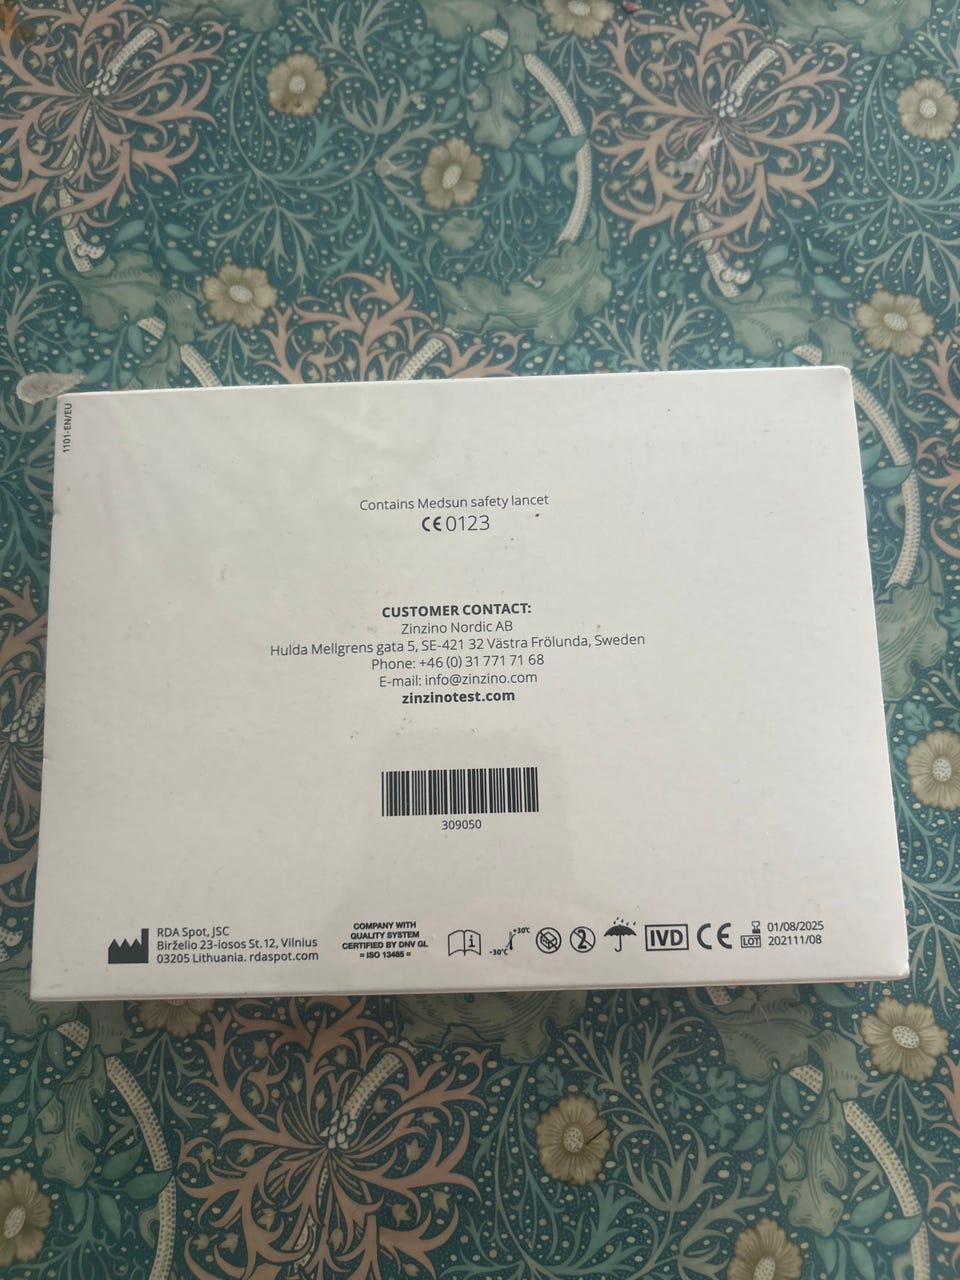 1101-EN/EU
Contains Medsun safety lancet
CE 0123
CUSTOMER CONTACT:
Zinzino Nordic AB
Hulda Mellgrens gata 5, SE-421 32 Västra Frölunda, Sweden
Phone: +46 (0) 31 771 71 68
E-mail: info@zinzino.com
zinzinotest.com
309050
RDA Spot, JSC
Birželio 23-iosos St.12, Vilnius
03205 Lithuania. rdaspot.com
COMPANY WITH
QUALITY SYSTEM
CERTIFIED BY DNV GL
= ISO 13485 =
i
-30°C
+30°C
2
IVD
CE
01/08/2025
LOT 202111/08